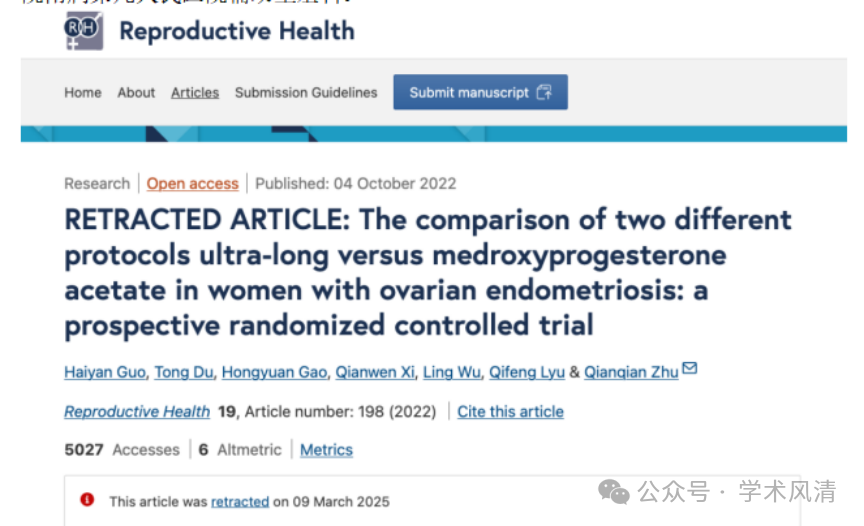 RH
Reproductive Health
Home About Articles Submission Guidelines Submit manuscript
Research Open access Published: 04 October 2022
RETRACTED ARTICLE: The comparison of two different
protocols ultra-long versus medroxyprogesterone
acetate in women with ovarian endometriosis: a
prospective randomized controlled trial
Haiyan Guo, Tong Du, Hongyuan Gao, Qianwen Xi, Ling Wu, Qifeng Lyu & Qianqian Zhu
Reproductive Health 19, Article number: 198 (2022) Cite this article
5027 Accesses 6 Altmetric Metrics
This article was retracted on 09 March 2025
公众号 · 学术风清